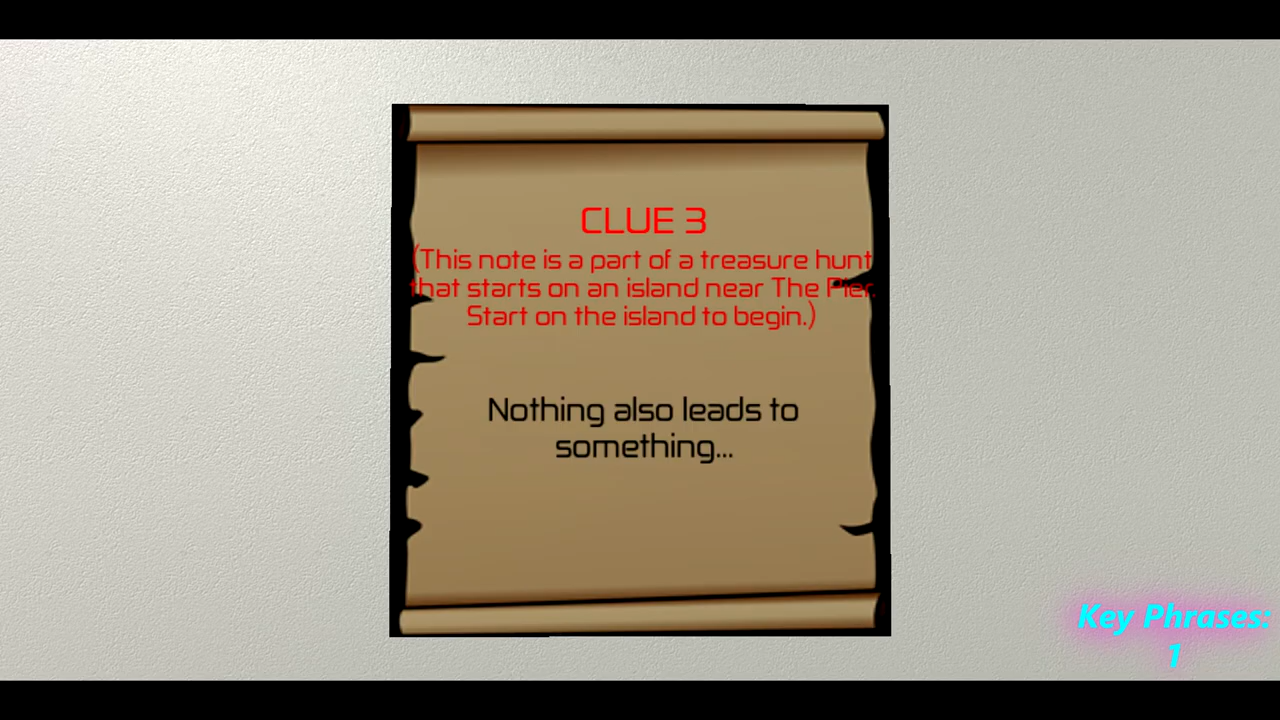 CLUE 3
(This note is a part of a treasure hunt
that starts on an island near The Pier.
Start on the island to begin.)
Nothing also leads to
something...
Key Phrases:
1